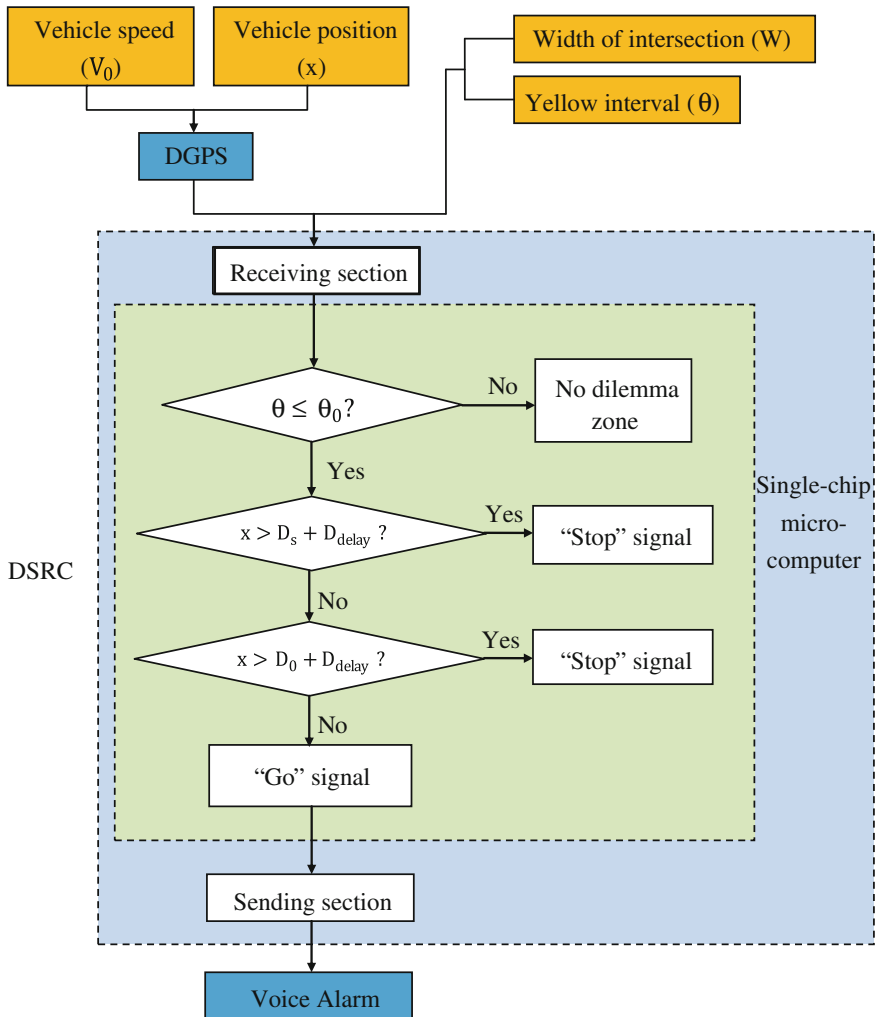 Vehicle speed
(V₀)
Vehicle position
(x)
Width of intersection (W)
Yellow interval (θ)
DGPS
Receiving section
θ ≤ θ₀?
No
No dilemma
zone
Yes
x > Dₛ + D_delay ?
Yes
“Stop” signal
Single-chip
micro-
computer
DSRC
No
x > D₀ + D_delay ?
Yes
“Stop” signal
No
“Go” signal
Sending section
Voice Alarm